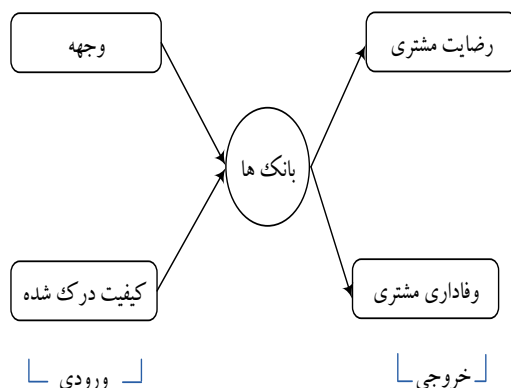 رضایت مشتری
وجهه
بانک ها
وفاداری مشتری
کیفیت درک شده
خروجی
ورودی